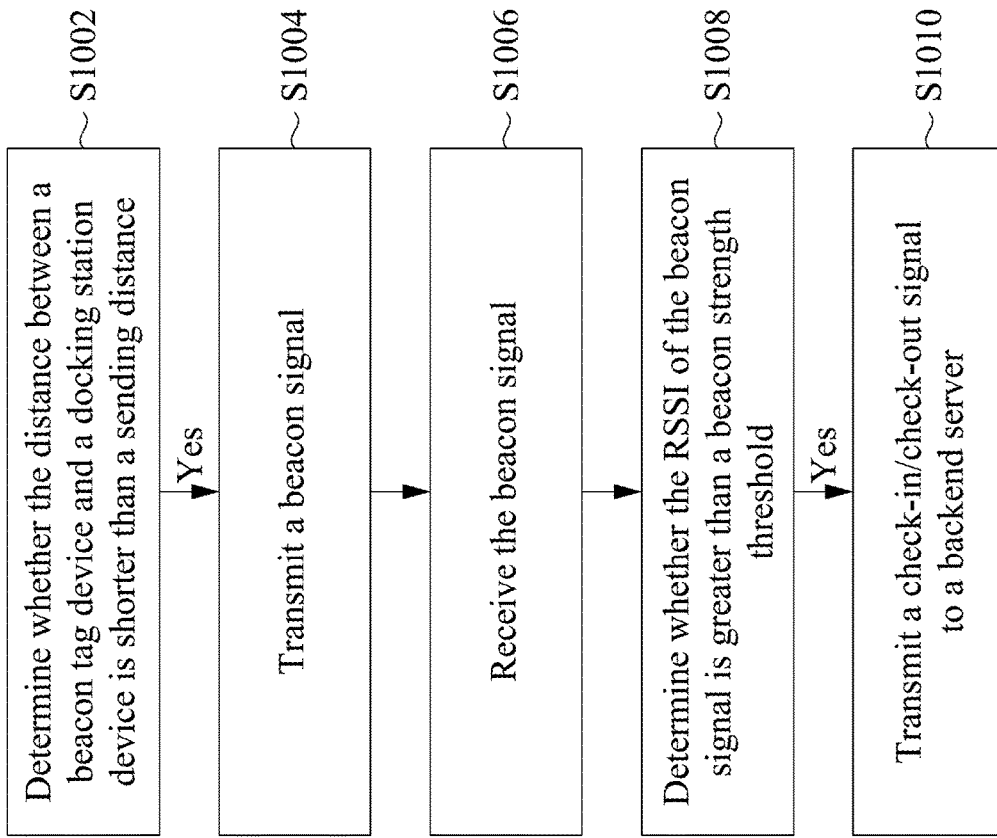 Determine whether the distance between a
beacon tag device and a docking station
device is shorter than a sending distance
S1002
Yes
Transmit a beacon signal
S1004
Receive the beacon signal
S1006
Determine whether the RSSI of the beacon
signal is greater than a beacon strength
threshold
S1008
Yes
Transmit a check-in/check-out signal
to a backend server
S1010